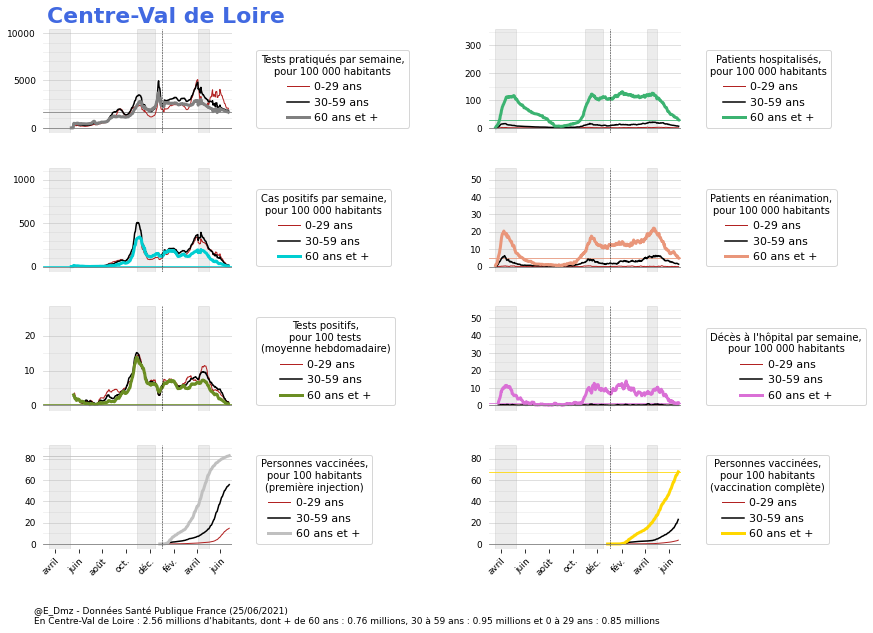 Centre-Val de Loire
10000
5000
0
Tests pratiqués par semaine,
pour 100 000 habitants
0-29 ans
30-59 ans
60 ans et +
300
200
100
0
Patients hospitalisés,
pour 100 000 habitants
0-29 ans
30-59 ans
60 ans et +
1000
500
0
Cas positifs par semaine,
pour 100 000 habitants
0-29 ans
30-59 ans
60 ans et +
50
40
30
20
10
0
Patients en réanimation,
pour 100 000 habitants
0-29 ans
30-59 ans
60 ans et +
20
10
0
Tests positifs,
pour 100 tests
(moyenne hebdomadaire)
0-29 ans
30-59 ans
60 ans et +
50
40
30
20
10
0
Décès à l'hôpital par semaine,
pour 100 000 habitants
0-29 ans
30-59 ans
60 ans et +
80
60
40
20
0
avril juin août oct. déc. fév. avril juin
Personnes vaccinées,
pour 100 habitants
(première injection)
0-29 ans
30-59 ans
60 ans et +
80
60
40
20
0
avril juin août oct. déc. fév. avril juin
Personnes vaccinées,
pour 100 habitants
(vaccination complète)
0-29 ans
30-59 ans
60 ans et +
@E_Dmz - Données Santé Publique France (25/06/2021)
En Centre-Val de Loire : 2.56 millions d'habitants, dont + de 60 ans : 0.76 millions, 30 à 59 ans : 0.95 millions et 0 à 29 ans : 0.85 millions